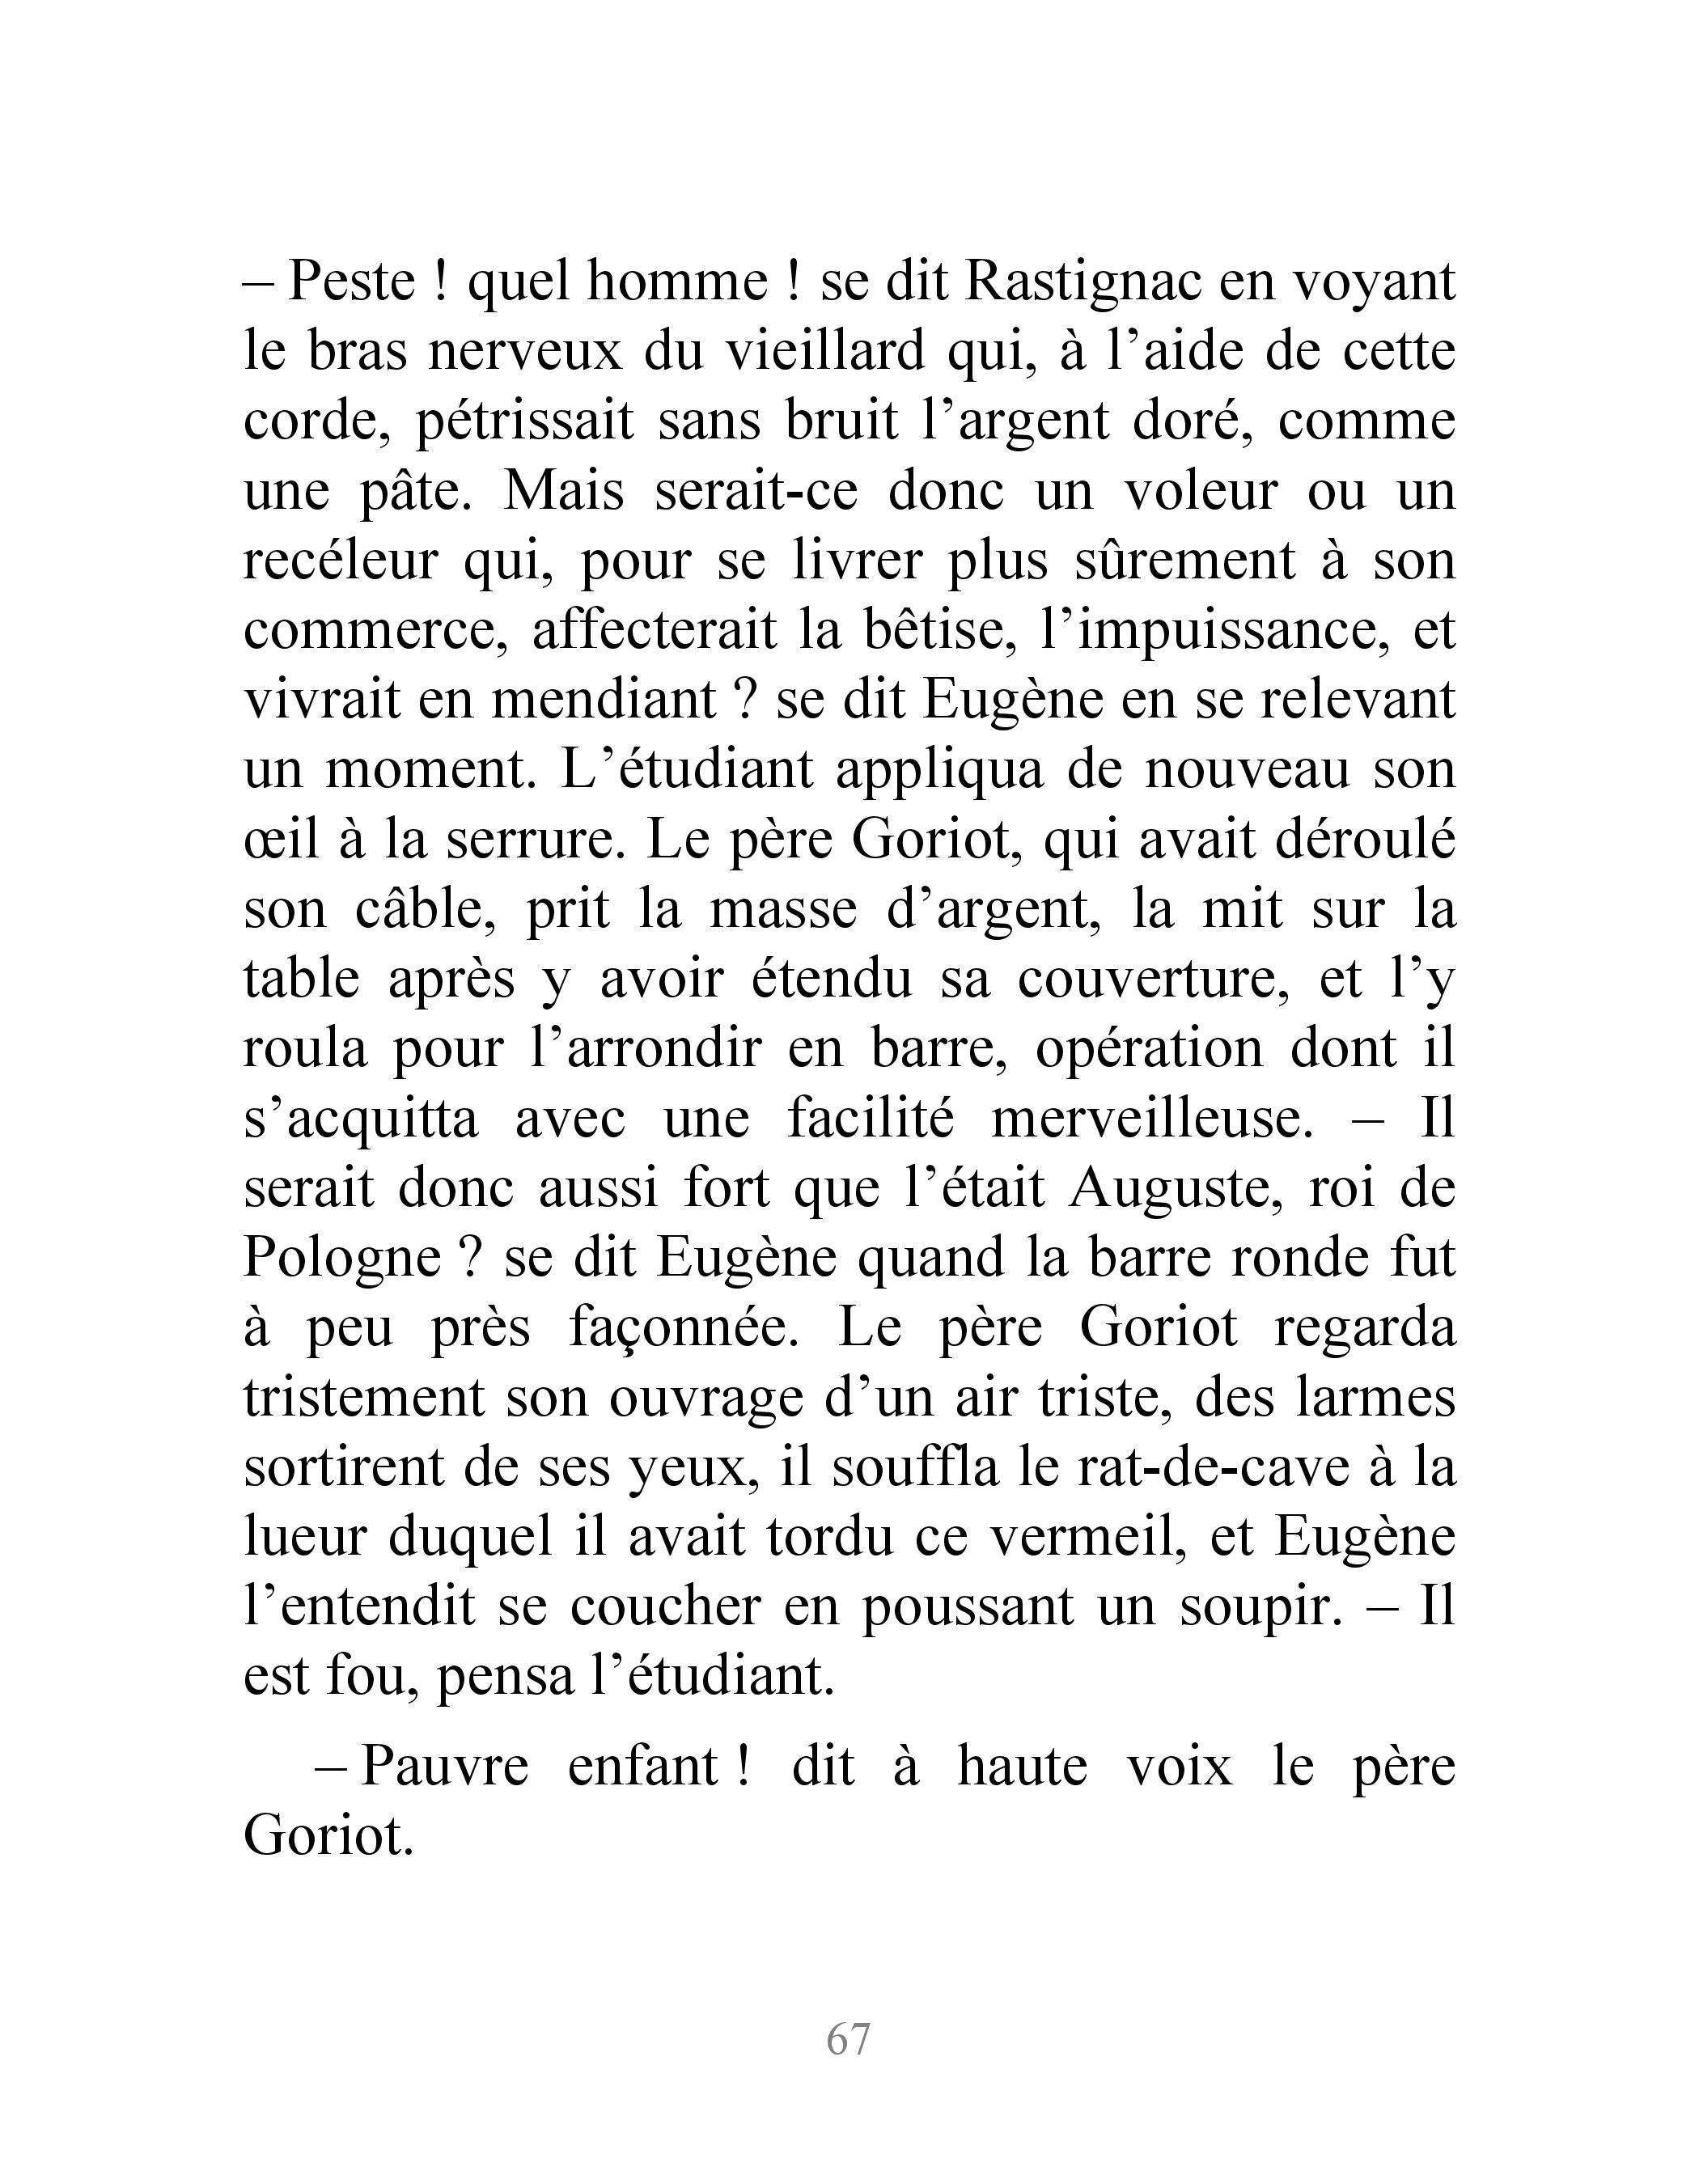 – Peste ! quel homme ! se dit Rastignac en voyant
le bras nerveux du vieillard qui, à l’aide de cette
corde, pétrissait sans bruit l’argent doré, comme
une pâte. Mais serait-ce donc un voleur ou un
recéleur qui, pour se livrer plus sûrement à son
commerce, affecterait la bêtise, l’impuissance, et
vivrait en mendiant ? se dit Eugène en se relevant
un moment. L’étudiant appliqua de nouveau son
œil à la serrure. Le père Goriot, qui avait déroulé
son câble, prit la masse d’argent, la mit sur la
table après y avoir étendu sa couverture, et l’y
roula pour l’arrondir en barre, opération dont il
s’acquitta avec une facilité merveilleuse. – Il
serait donc aussi fort que l’était Auguste, roi de
Pologne ? se dit Eugène quand la barre ronde fut
à peu près façonnée. Le père Goriot regarda
tristement son ouvrage d’un air triste, des larmes
sortirent de ses yeux, il souffla le rat-de-cave à la
lueur duquel il avait tordu ce vermeil, et Eugène
l’entendit se coucher en poussant un soupir. – Il
est fou, pensa l’étudiant.
– Pauvre enfant ! dit à haute voix le père
Goriot.
67